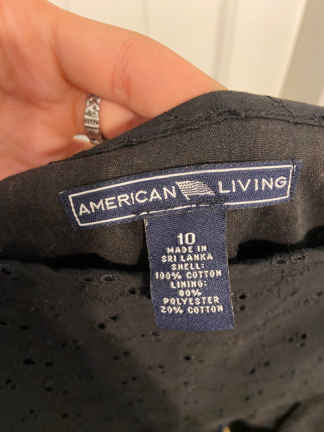 AMERICAN LIVING
10
MADE IN
SRI LANKA
SHELL:
100% COTTON
LINING:
80%
POLYESTER
20% COTTON